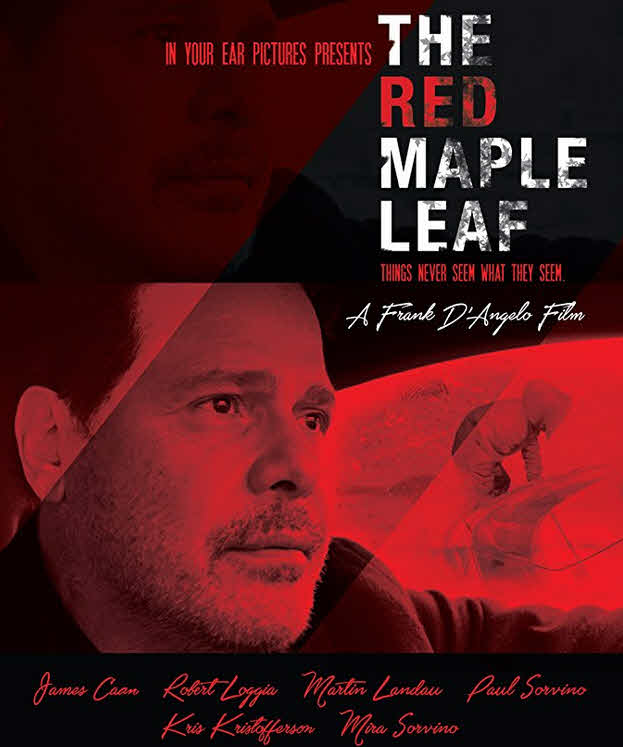 IN YOUR EAR PICTURES PRESENTS
THE
RED
MAPLE
LEAF
THINGS NEVER SEEM WHAT THEY SEEM.
A Frank D'Angelo Film
James Caan Robert Loggia Martin Landau Paul Sorvino
Kris Kristofferson Mira Sorvino